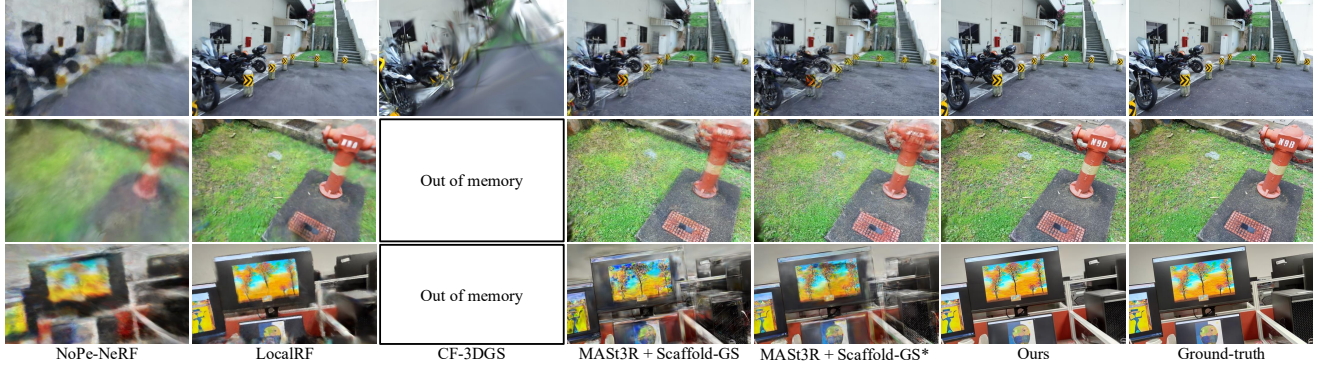 N98
Out of memory
Out of memory
NoPe-NeRF
LocalRF
CF-3DGS
MASt3R + Scaffold-GS
MASt3R + Scaffold-GS*
Ours
Ground-truth